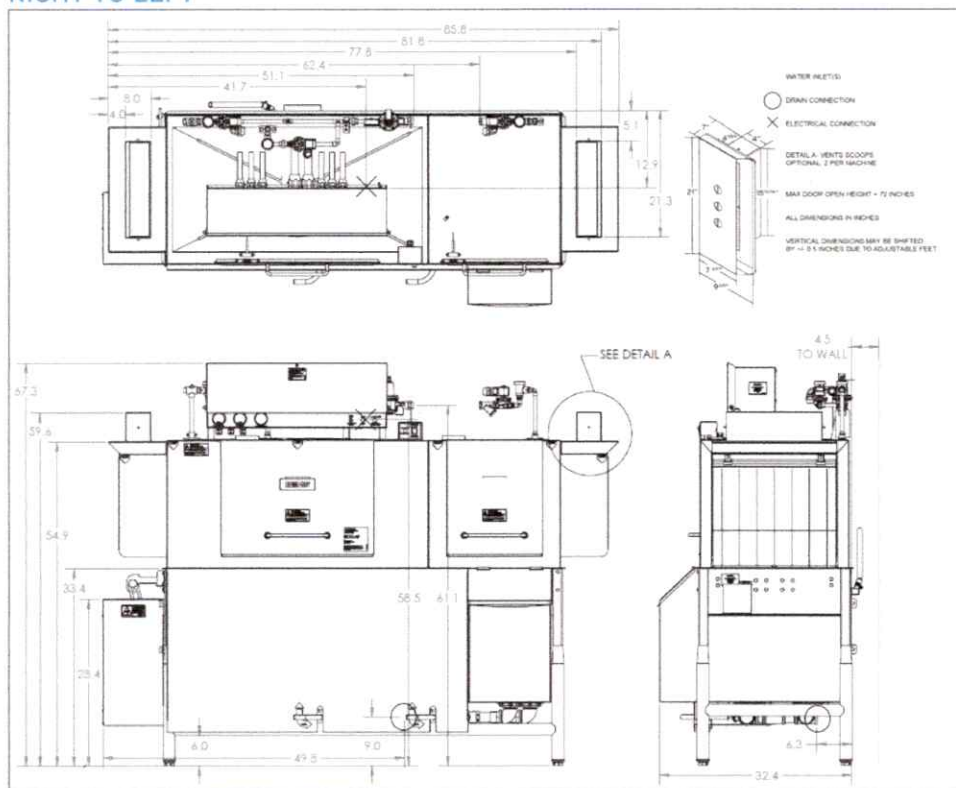 RIGHT TO LEFT
85.8
81.8
77.8
62.4
51.1
41.7
8.0
4.0
5.1
12.9
21.3
WATER INLET(S)
DRAIN CONNECTION
ELECTRICAL CONNECTION
DETAIL A- VENTS SCOOPS
OPTIONAL, 2 PER MACHINE
MAX DOOR OPEN HEIGHT = 72 INCHES
ALL DIMENSIONS IN INCHES
VERTICAL DIMENSIONS MAY BE SHIFTED
BY +/- 0.5 INCHES DUE TO ADJUSTABLE FEET
4.5
TO WALL
SEE DETAIL A
67.3
59.6
54.9
33.4
28.4
58.5
61.1
6.0
9.0
49.8
6.3
32.4